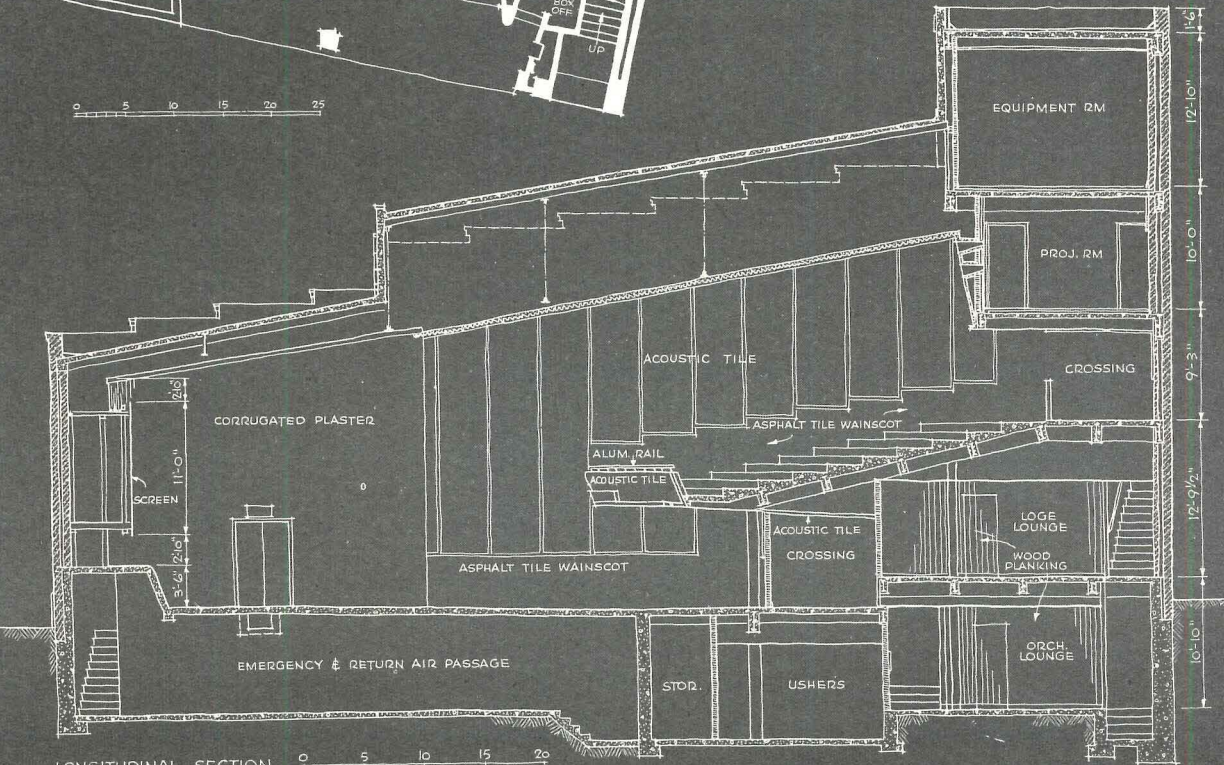 BOX
OFF.
UP
0 5 10 15 20 25
1'-6"
EQUIPMENT RM
12'-10"
PROJ. RM
10'-0"
ACOUSTIC TILE
CROSSING
9'-3"
2'-10"
CORRUGATED PLASTER
ASPHALT TILE WAINSCOT
ALUM. RAIL
ACOUSTIC TILE
11'-0"
SCREEN
12'-9½"
LOGE
LOUNGE
ACOUSTIC TILE
CROSSING
WOOD
PLANKING
2'-10"
ASPHALT TILE WAINSCOT
3'-6"
10'-10"
ORCH.
LOUNGE
EMERGENCY & RETURN AIR PASSAGE
STOR.
USHERS
LONGITUDINAL SECTION
0 5 10 15 20